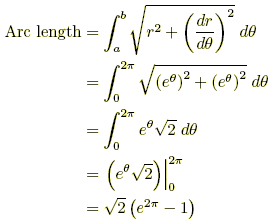 Arc length = ∫_a^b √(r² + (dr/dθ)²) dθ
= ∫_0^{2π} √((e^θ)² + (e^θ)²) dθ
= ∫_0^{2π} e^θ √2 dθ
= (e^θ √2)|_0^{2π}
= √2 (e^{2π} − 1)